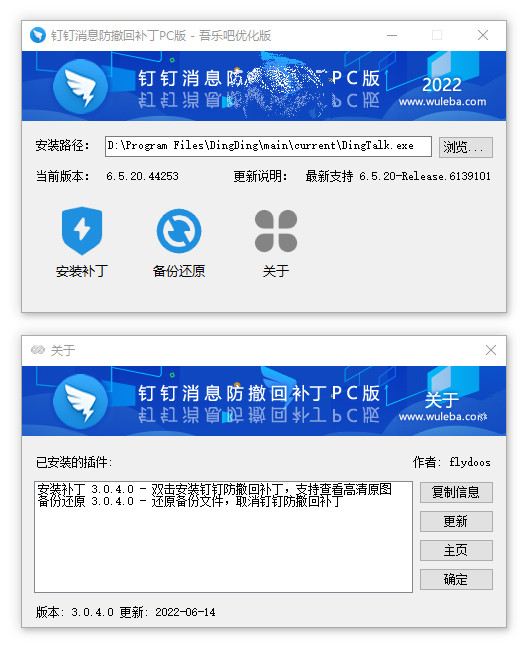 钉钉消息防撤回补丁PC版 - 吾乐吧优化版
钉钉消息防 PC版
2022
www.wuleba.com
安装路径: D:\Program Files\DingDing\main\current\DingTalk.exe 浏览...
当前版本: 6.5.20.44253 更新说明: 最新支持 6.5.20-Release.6139101
安装补丁 备份还原 关于
关于
钉钉消息防撤回补丁PC版
关于
www.wuleba.com
已安装的插件: 作者: flydoos
安装补丁 3.0.4.0 - 双击安装钉钉防撤回补丁，支持查看高清原图
备份还原 3.0.4.0 - 还原备份文件，取消钉钉防撤回补丁
复制信息
更新
主页
确定
版本: 3.0.4.0 更新: 2022-06-14